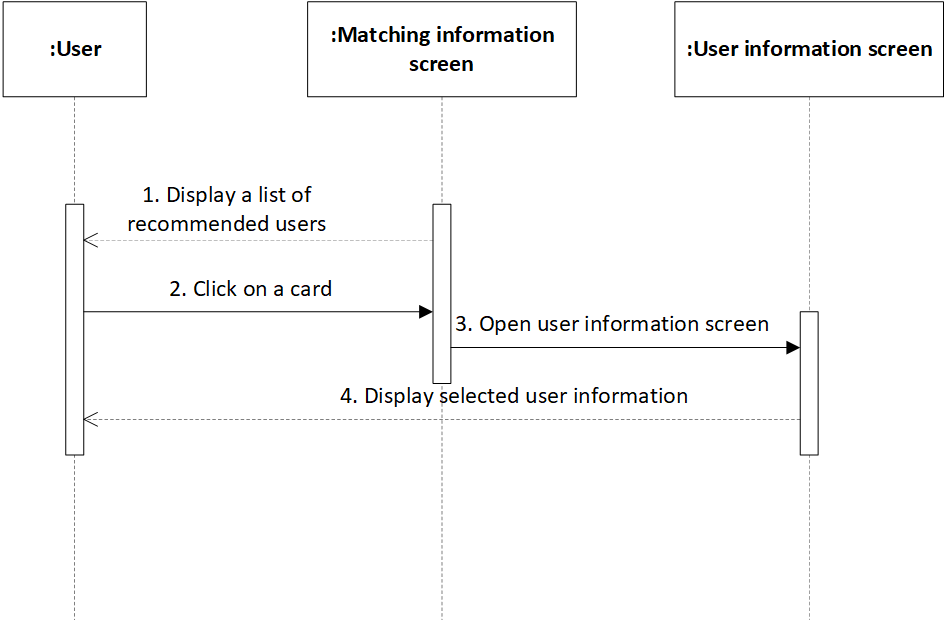 :User
:Matching information
screen
:User information screen
1. Display a list of
recommended users
2. Click on a card
3. Open user information screen
4. Display selected user information